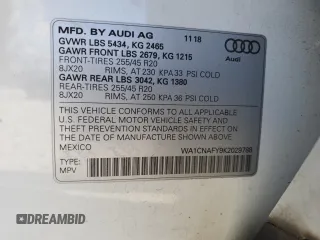 MFD. BY AUDI AG 11 18
GVWR LBS 5434, KG 2465
GAWR FRONT LBS 2679, KG 1215
FRONT-TIRES 255/45 R20
8JX20 RIMS, AT 230 KPA 33 PSI COLD
GAWR REAR LBS 3042, KG 1380
REAR-TIRES 255/45 R20
8JX20 RIMS, AT 250 KPA 36 PSI COLD
Audi
THIS VEHICLE CONFORMS TO ALL APPLICABLE
U.S. FEDERAL MOTOR VEHICLE SAFETY STANDARDS
IN EFFECT ON THE DATE OF MANUFACTURE
SHOWN ABOVE.
MEXICO
TYPE:
MPV
DREAMBID